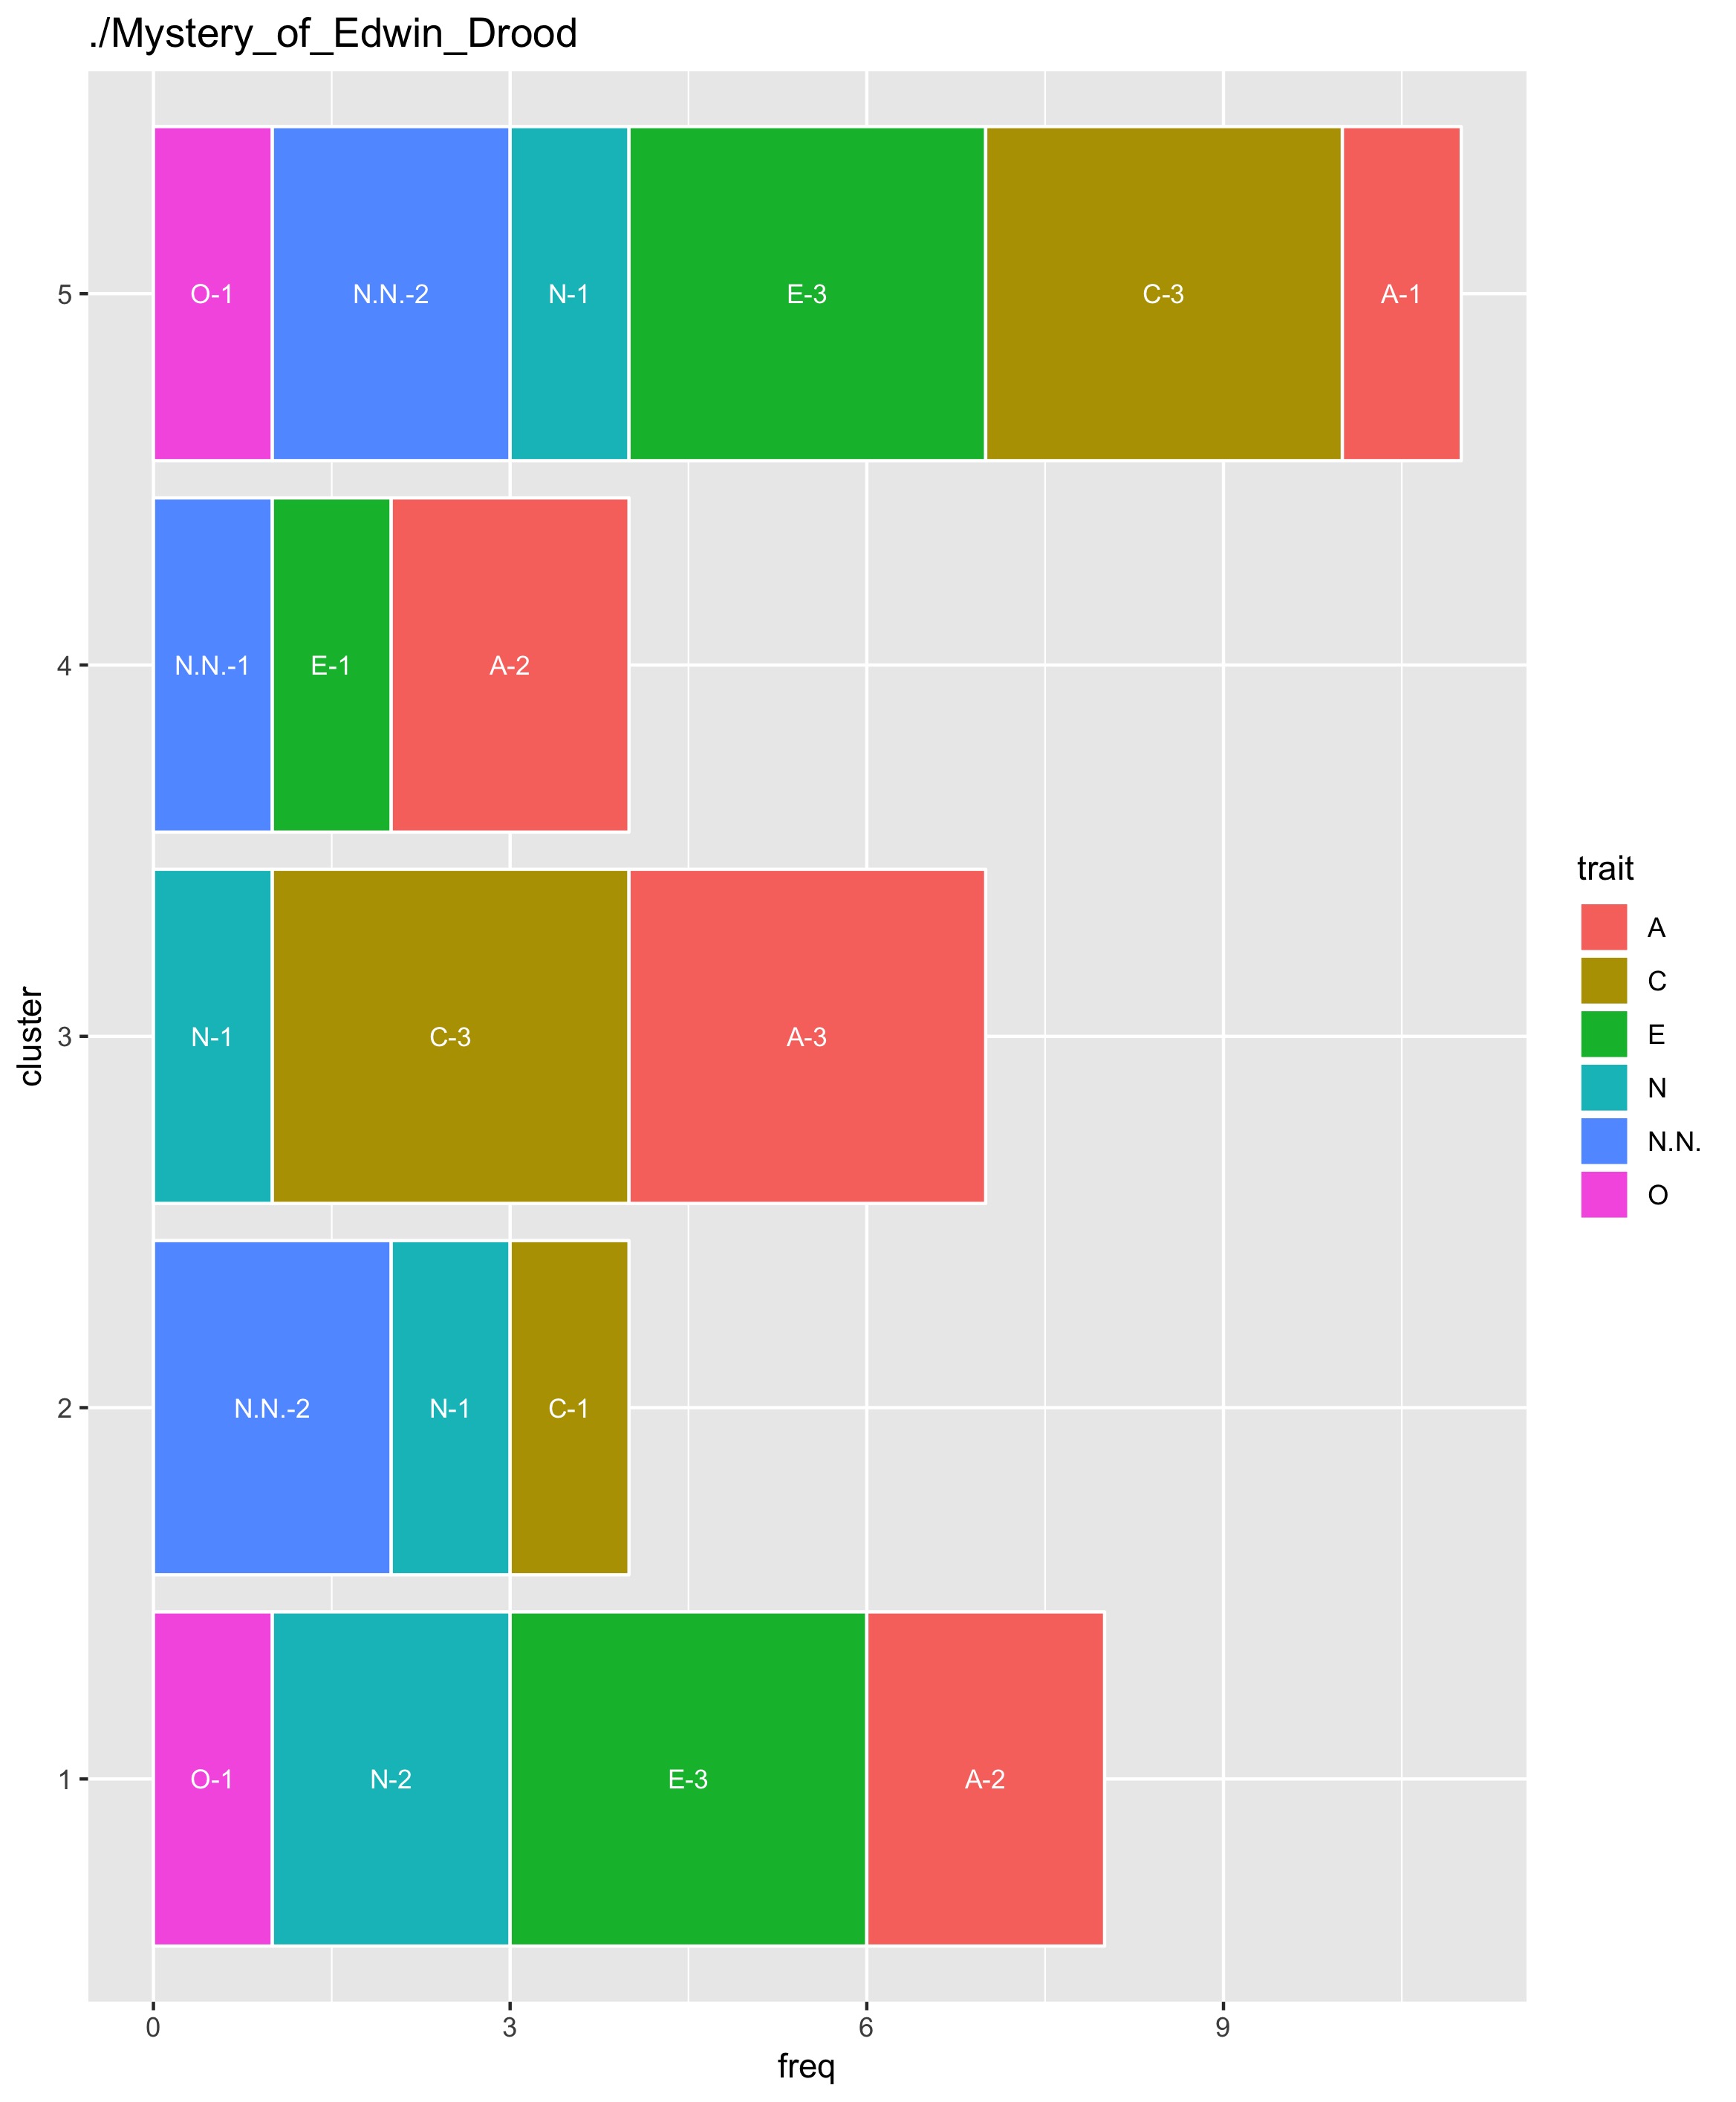 ./Mystery_of_Edwin_Drood
5
O-1 N.N.-2 N-1 E-3 C-3 A-1
4
N.N.-1 E-1 A-2
3
N-1 C-3 A-3
2
N.N.-2 N-1 C-1
1
O-1 N-2 E-3 A-2
cluster
0 3 6 9
freq
trait
A
C
E
N
N.N.
O